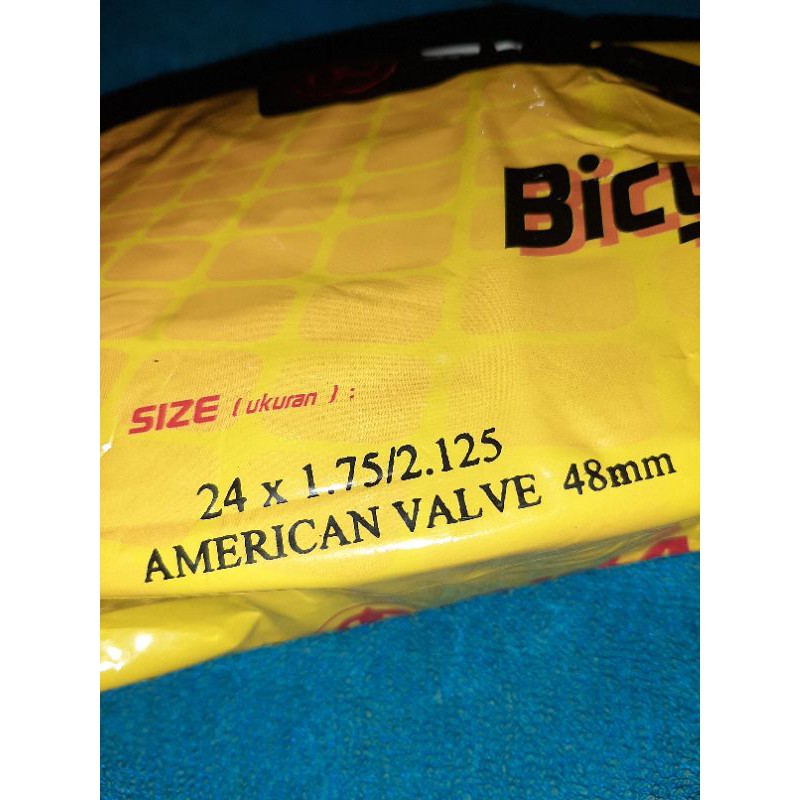 Bicy
SIZE ( ukuran ) :
24 x 1.75/2.125
AMERICAN VALVE 48mm